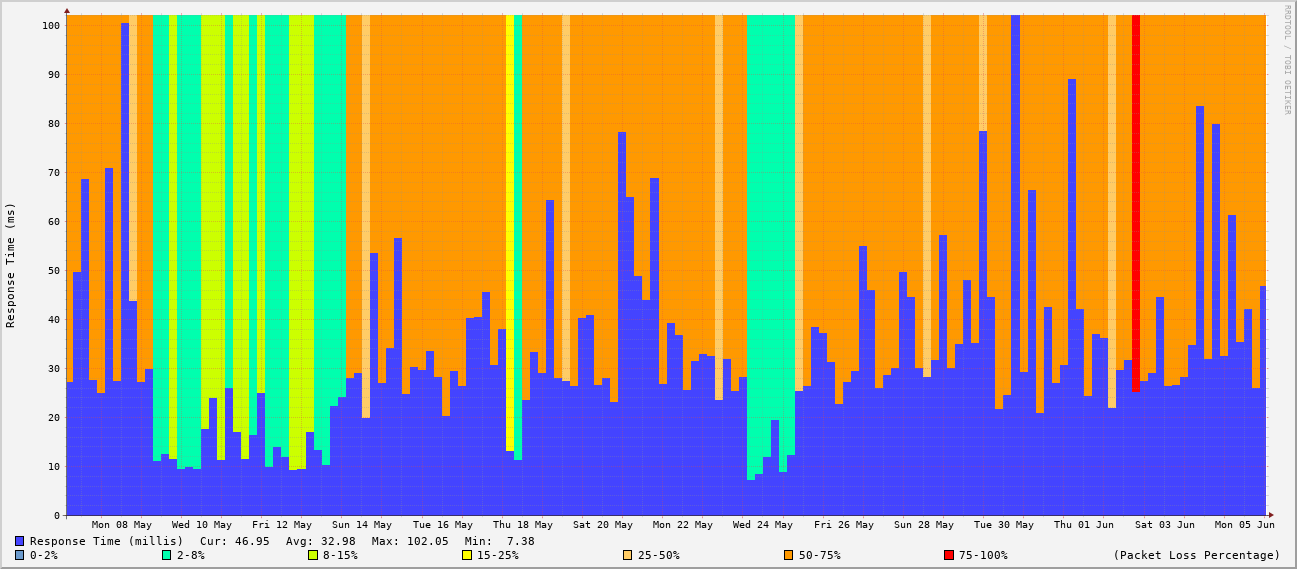 RRDTOOL / TOBI OETIKER
Response Time (ms)
100
90
80
70
60
50
40
30
20
10
0
Mon 08 May Wed 10 May Fri 12 May Sun 14 May Tue 16 May Thu 18 May Sat 20 May Mon 22 May Wed 24 May Fri 26 May Sun 28 May Tue 30 May Thu 01 Jun Sat 03 Jun Mon 05 Jun
Response Time (millis) Cur: 46.95 Avg: 32.98 Max: 102.05 Min: 7.38
0-2% 2-8% 8-15% 15-25% 25-50% 50-75% 75-100% (Packet Loss Percentage)